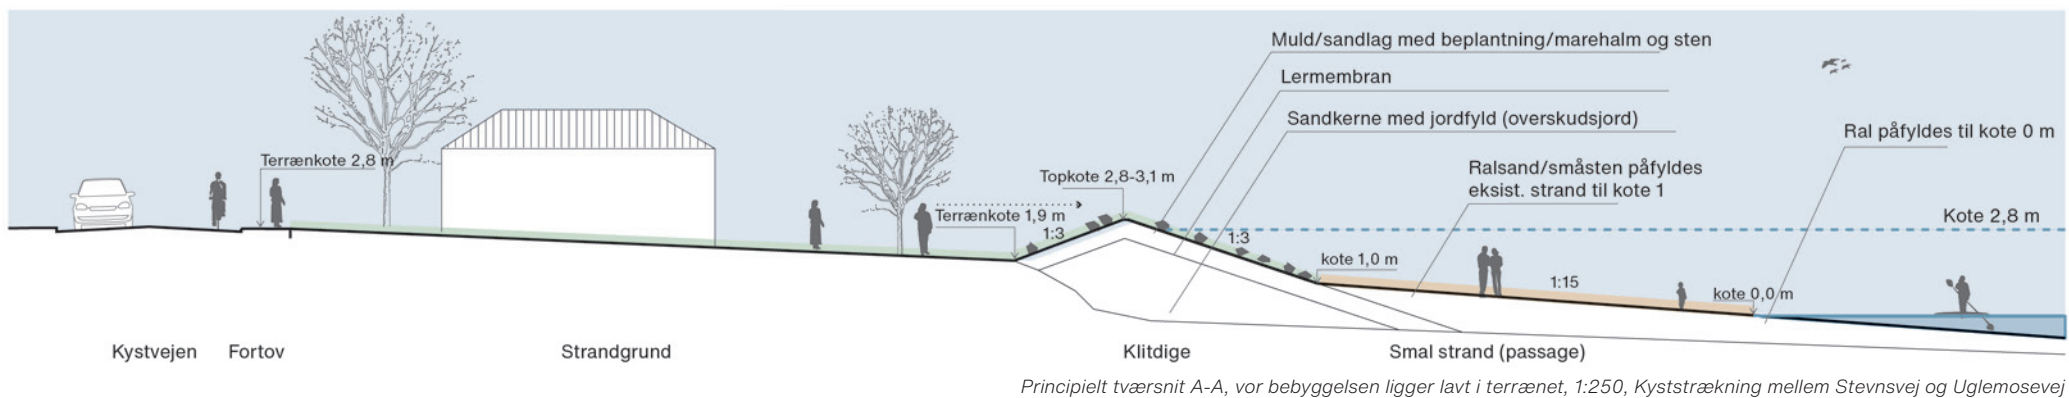 Muld/sandlag med beplantning/marehalm og sten
Lermembran
Sandkerne med jordfyld (overskudsjord)
Ral påfyldes til kote 0 m
Terrænkote 2,8 m
Ralsand/småsten påfyldes
eksist. strand til kote 1
Topkote 2,8-3,1 m
Terrænkote 1,9 m
Kote 2,8 m
1:3
1:3
kote 1,0 m
1:15
kote 0,0 m
Kystvejen
Fortov
Strandgrund
Klitdige
Smal strand (passage)
Principielt tværsnit A-A, vor bebyggelsen ligger lavt i terrænet, 1:250, Kyststrækning mellem Stevnsvej og Uglemosevej